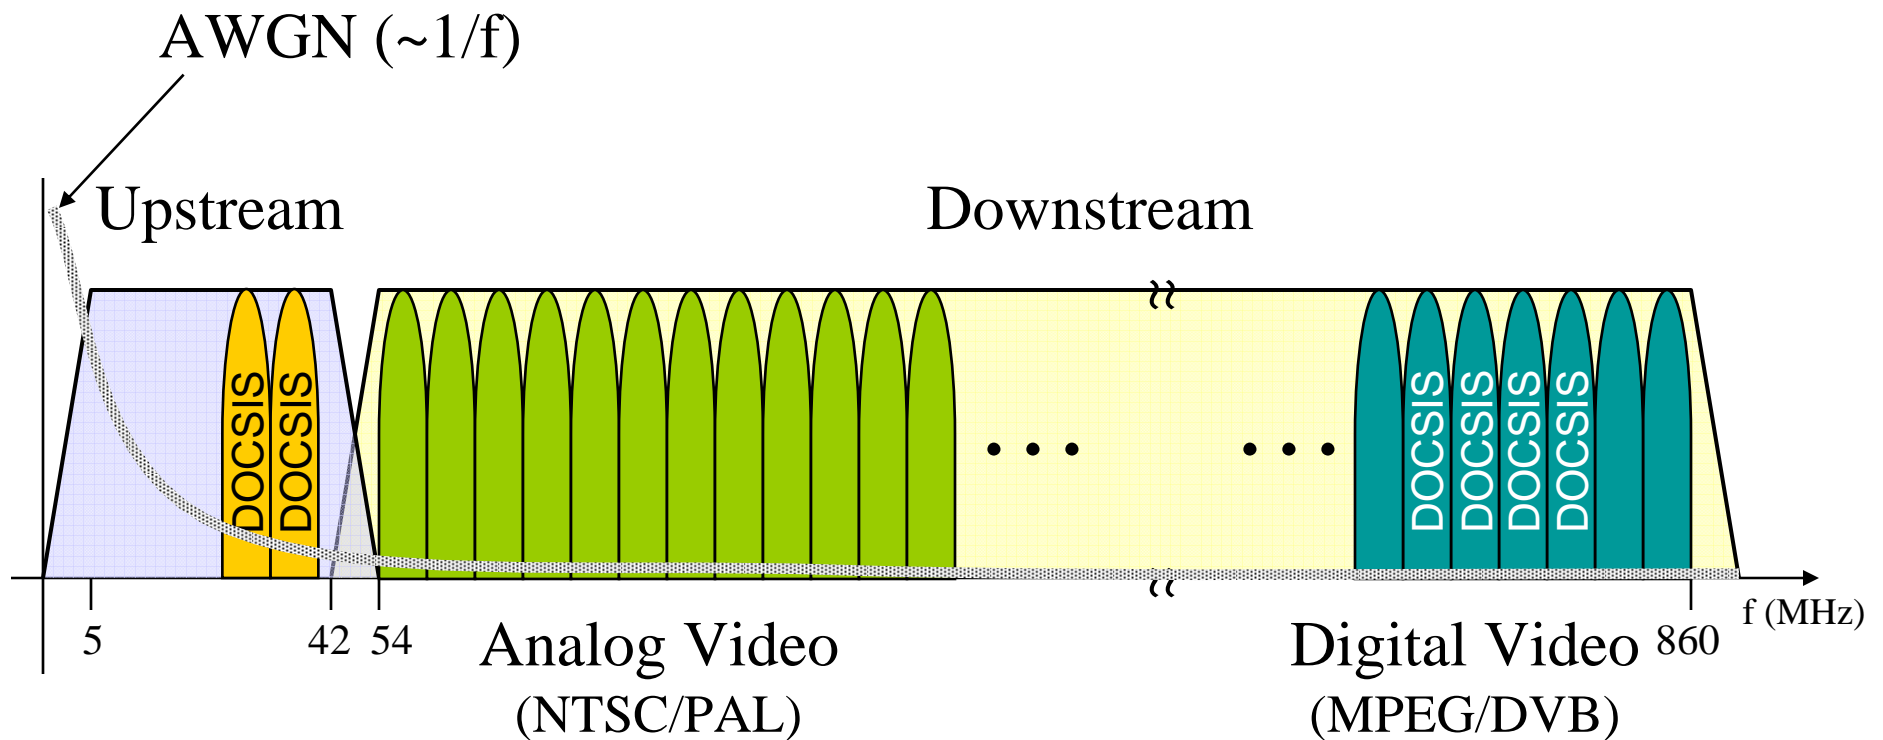 AWGN (~1/f)
Upstream
Downstream
DOCSIS
DOCSIS
DOCSIS
DOCSIS
DOCSIS
DOCSIS
5
42
54
860
f (MHz)
Analog Video
(NTSC/PAL)
Digital Video
(MPEG/DVB)